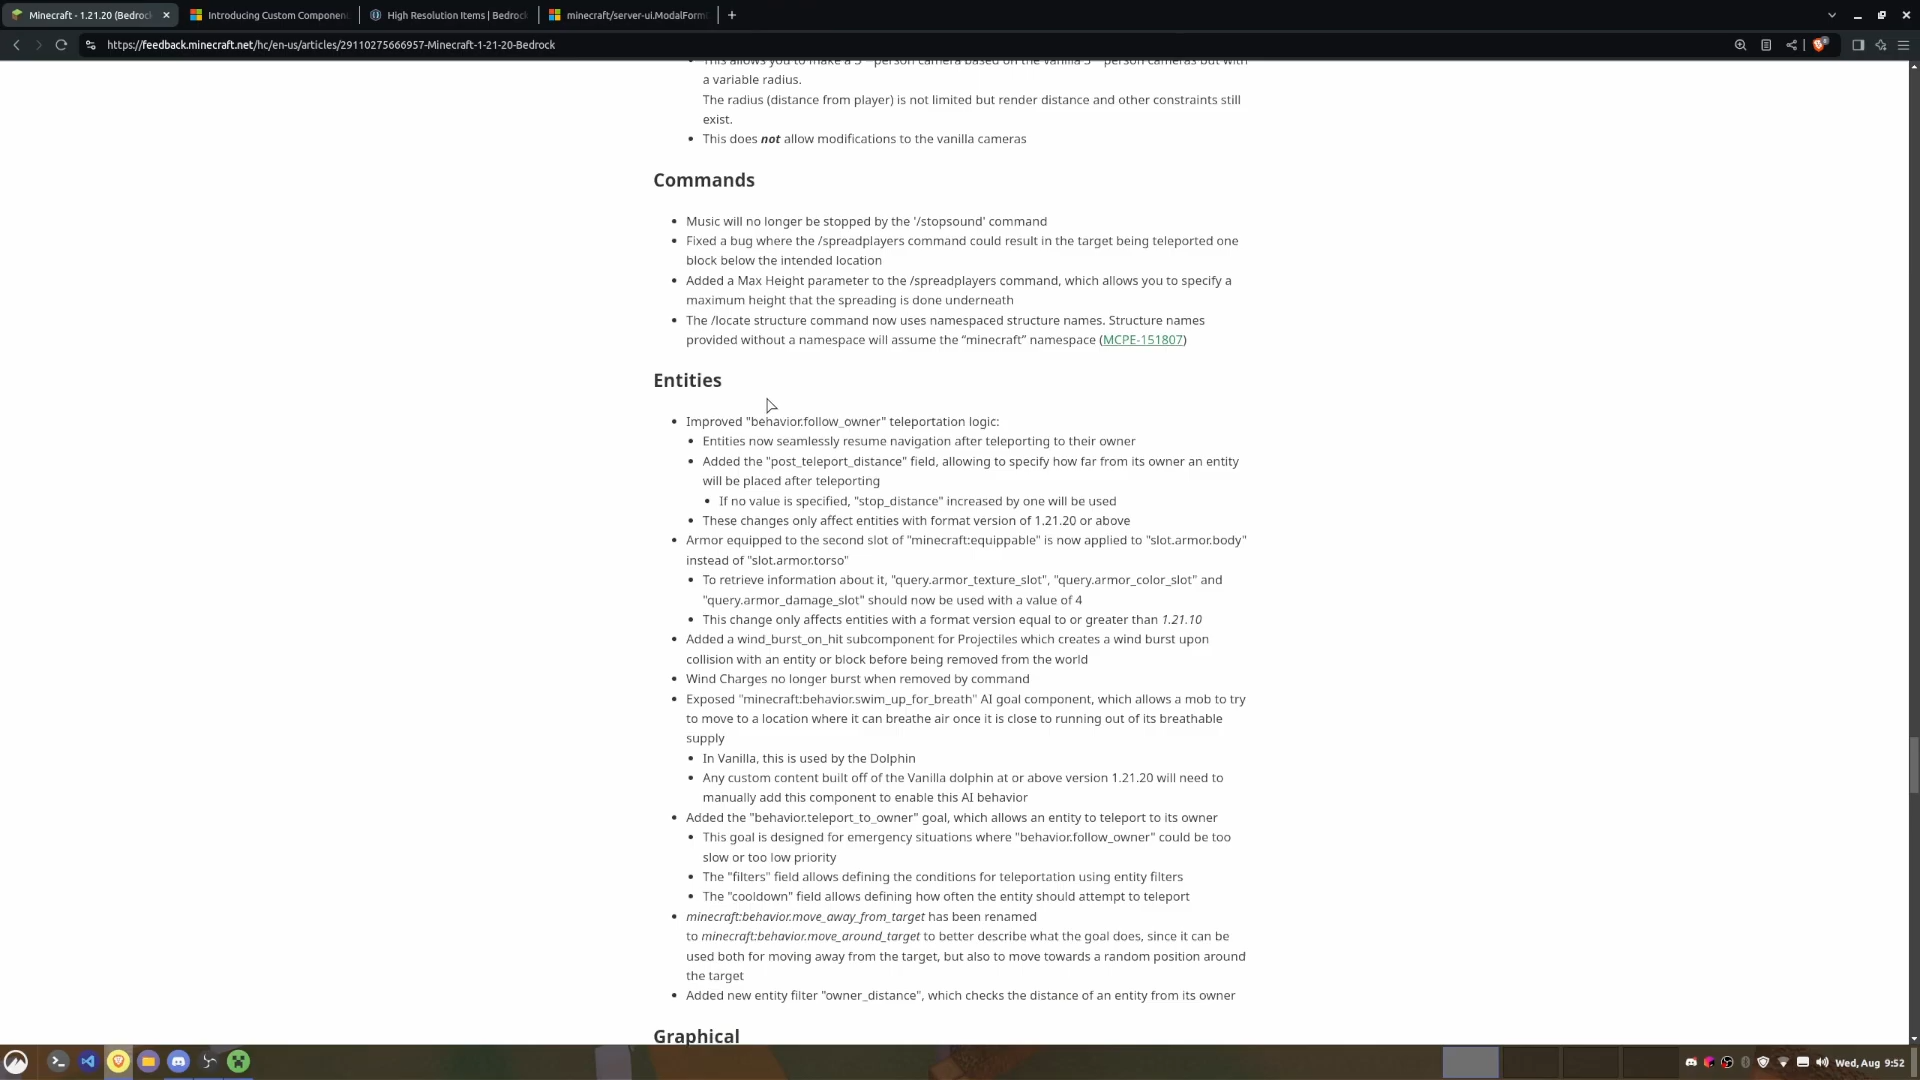 Minecraft - 1.21.20 (Bedroc
Introducing Custom Componen
High Resolution Items | Bedroc
minecraft/server-ui.ModalForm
https://feedback.minecraft.net/hc/en-us/articles/29110275666957-Minecraft-1-21-20-Bedrock
This allows you to make a 3rd person camera based on the vanilla 3rd person cameras but with
a variable radius.
The radius (distance from player) is not limited but render distance and other constraints still
exist.
This does not allow modifications to the vanilla cameras
Commands
Music will no longer be stopped by the '/stopsound' command
Fixed a bug where the /spreadplayers command could result in the target being teleported one
block below the intended location
Added a Max Height parameter to the /spreadplayers command, which allows you to specify a
maximum height that the spreading is done underneath
The /locate structure command now uses namespaced structure names. Structure names
provided without a namespace will assume the “minecraft” namespace (MCPE-151807)
Entities
Improved "behavior.follow_owner" teleportation logic:
Entities now seamlessly resume navigation after teleporting to their owner
Added the "post_teleport_distance" field, allowing to specify how far from its owner an entity
will be placed after teleporting
If no value is specified, "stop_distance" increased by one will be used
These changes only affect entities with format version of 1.21.20 or above
Armor equipped to the second slot of "minecraft:equippable" is now applied to "slot.armor.body"
instead of "slot.armor.torso"
To retrieve information about it, "query.armor_texture_slot", "query.armor_color_slot" and
"query.armor_damage_slot" should now be used with a value of 4
This change only affects entities with a format version equal to or greater than 1.21.10
Added a wind_burst_on_hit subcomponent for Projectiles which creates a wind burst upon
collision with an entity or block before being removed from the world
Wind Charges no longer burst when removed by command
Exposed "minecraft:behavior.swim_up_for_breath" AI goal component, which allows a mob to try
to move to a location where it can breathe air once it is close to running out of its breathable
supply
In Vanilla, this is used by the Dolphin
Any custom content built off of the Vanilla dolphin at or above version 1.21.20 will need to
manually add this component to enable this AI behavior
Added the "behavior.teleport_to_owner" goal, which allows an entity to teleport to its owner
This goal is designed for emergency situations where "behavior.follow_owner" could be too
slow or too low priority
The "filters" field allows defining the conditions for teleportation using entity filters
The "cooldown" field allows defining how often the entity should attempt to teleport
minecraft:behavior.move_away_from_target has been renamed
to minecraft:behavior.move_around_target to better describe what the goal does, since it can be
used both for moving away from the target, but also to move towards a random position around
the target
Added new entity filter "owner_distance", which checks the distance of an entity from its owner
Graphical
Wed, Aug 9:52